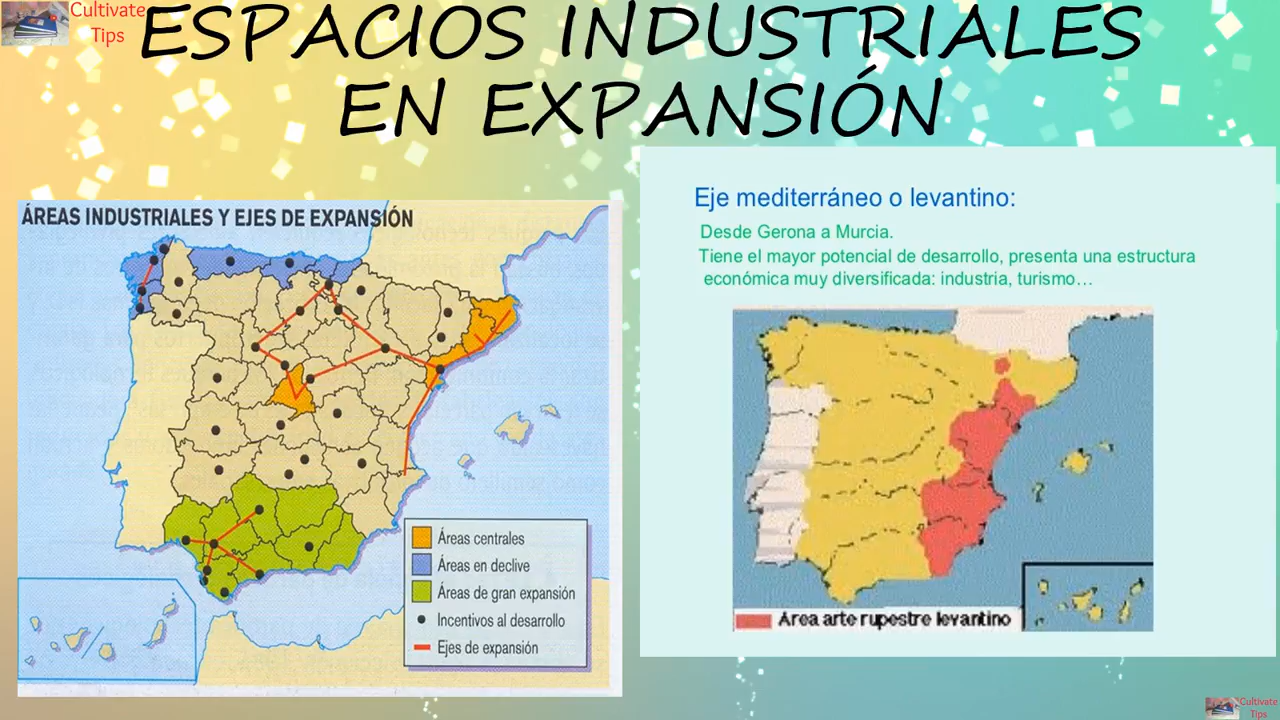 Cultivate
Tips
ESPACIOS INDUSTRIALES
EN EXPANSIÓN
ÁREAS INDUSTRIALES Y EJES DE EXPANSIÓN
Áreas centrales
Áreas en declive
Áreas de gran expansión
Incentivos al desarrollo
Ejes de expansión
Eje mediterráneo o levantino:
Desde Gerona a Murcia.
Tiene el mayor potencial de desarrollo, presenta una estructura
económica muy diversificada: industria, turismo…
Area arte rupestre levantino
Cultivate
Tips